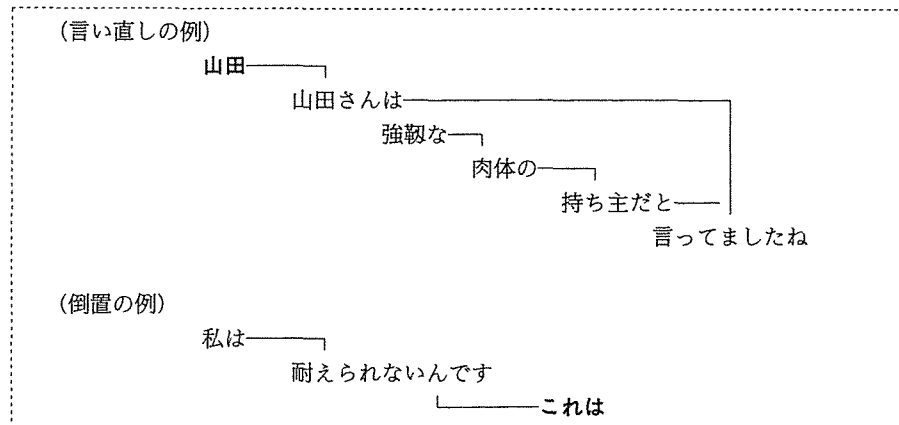 (言い直しの例)
山田
山田さんは
強靱な
肉体の
持ち主だと
言ってましたね
(倒置の例)
私は
耐えられないんです
これは